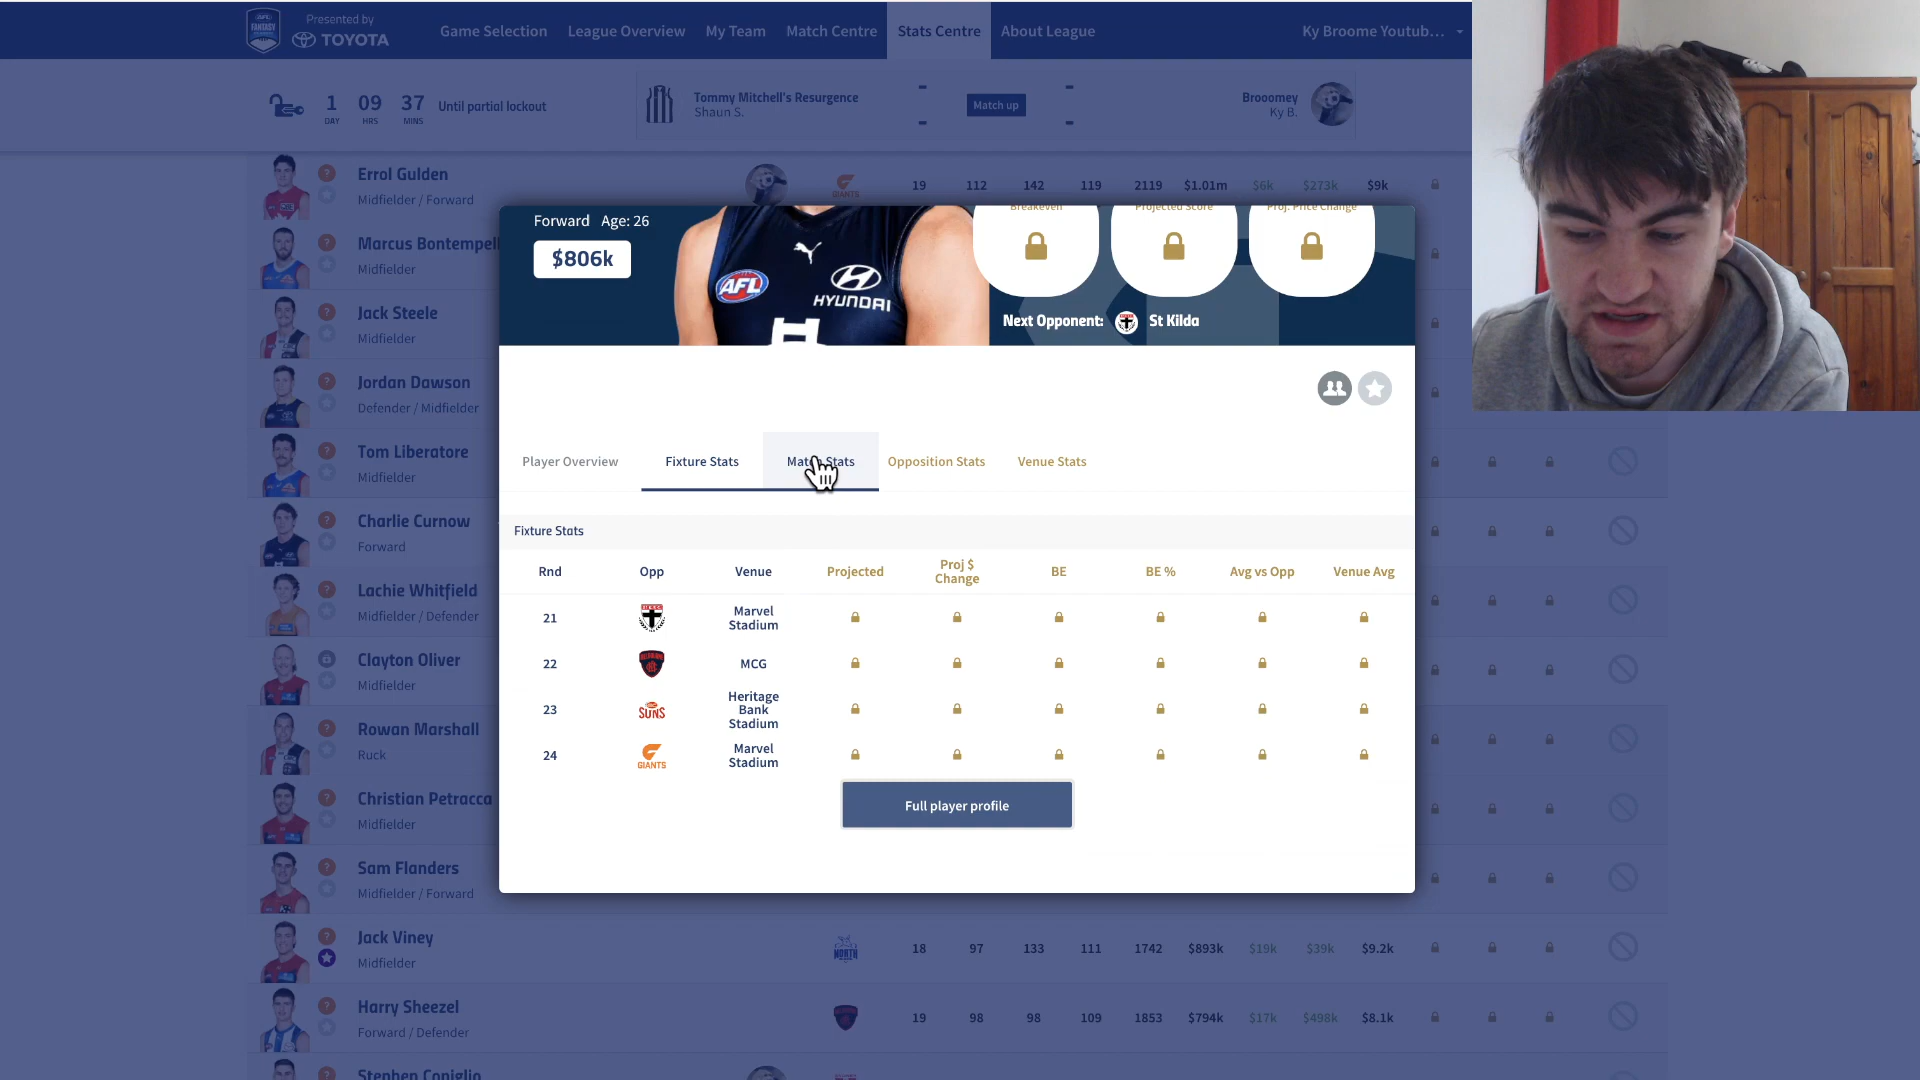 Presented by
TOYOTA
AFL
FANTASY
Game Selection
League Overview
My Team
Match Centre
Stats Centre
About League
Ky Broome Youtub...
1 09 37
DAY HRS MINS
Until partial lockout
Tommy Mitchell's Resurgence
Shaun S.
- -
Match up
- -
Brooomey
Ky B.
Errol Gulden
Midfielder / Forward
GIANTS
19 112 142 119 2119 $1.01m $6k $273k $9k
Marcus Bontempell
Midfielder
Jack Steele
Midfielder
Jordan Dawson
Defender / Midfielder
Tom Liberatore
Midfielder
Charlie Curnow
Forward
Lachie Whitfield
Midfielder / Defender
Clayton Oliver
Midfielder
Rowan Marshall
Ruck
Christian Petracca
Midfielder
Sam Flanders
Midfielder / Forward
Jack Viney
Midfielder
NORTH
18 97 133 111 1742 $893k $19k $39k $9.2k
Harry Sheezel
Forward / Defender
19 98 98 109 1853 $794k $17k $498k $8.1k
Stephen Coniglio
Forward Age: 26
$806k
AFL
HYUNDAI
Breakeven
Projected Score
Proj. Price Change
Next Opponent: St Kilda
Player Overview
Fixture Stats
Match Stats
Opposition Stats
Venue Stats
Fixture Stats
Rnd Opp Venue Projected Proj $ Change BE BE % Avg vs Opp Venue Avg
21 Marvel Stadium
22 MCG
23 SUNS Heritage Bank Stadium
24 GIANTS Marvel Stadium
Full player profile